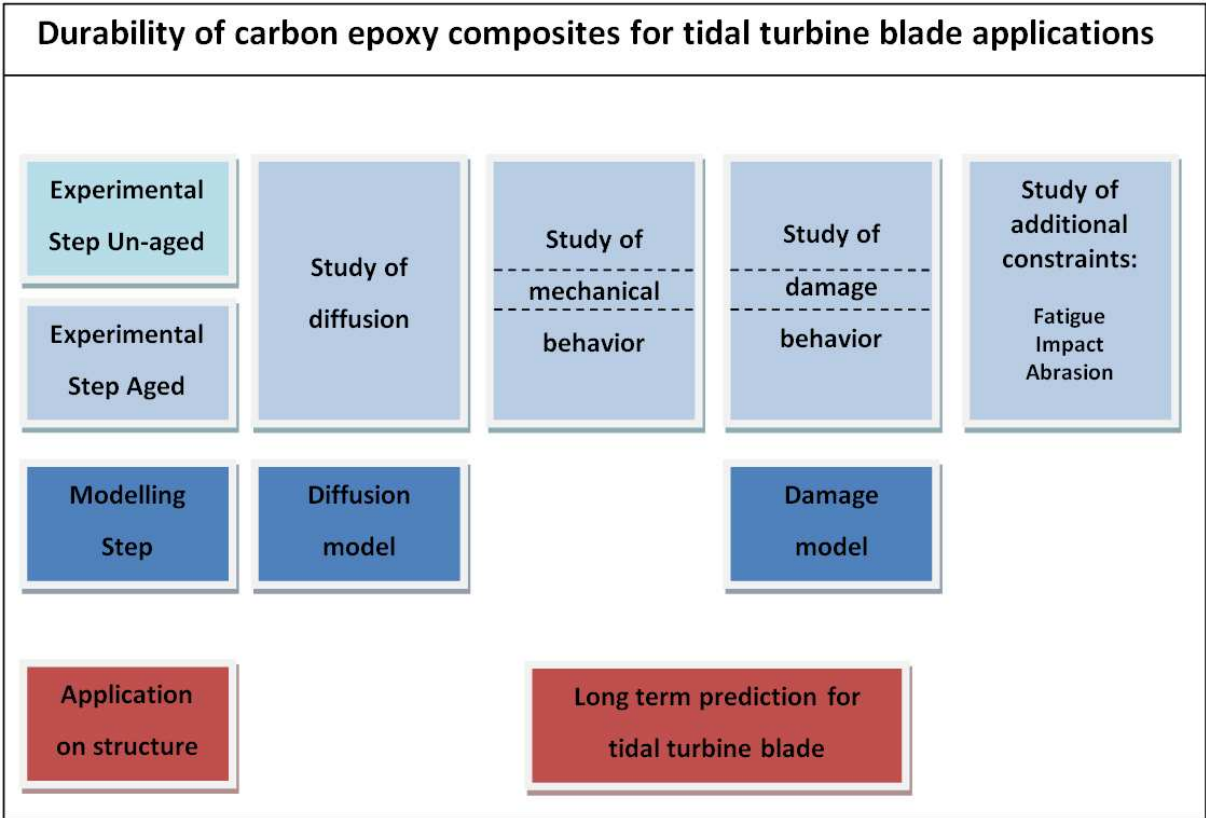 Durability of carbon epoxy composites for tidal turbine blade applications
Experimental
Step Un-aged
Experimental
Step Aged
Study of
diffusion
Study of
mechanical
behavior
Study of
damage
behavior
Study of
additional
constraints:
Fatigue
Impact
Abrasion
Modelling
Step
Diffusion
model
Damage
model
Application
on structure
Long term prediction for
tidal turbine blade